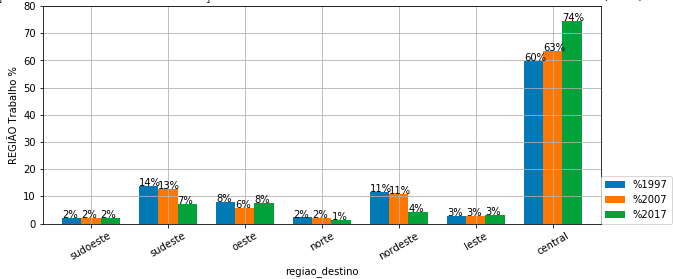 80
70
60
50
40
30
20
10
0
REGIÃO Trabalho %
2% 2% 2%
14% 13% 7%
8% 6% 8%
2% 2% 1%
11% 11% 4%
3% 3% 3%
60% 63% 74%
sudoeste
sudeste
oeste
norte
nordeste
leste
central
regiao_destino
%1997
%2007
%2017